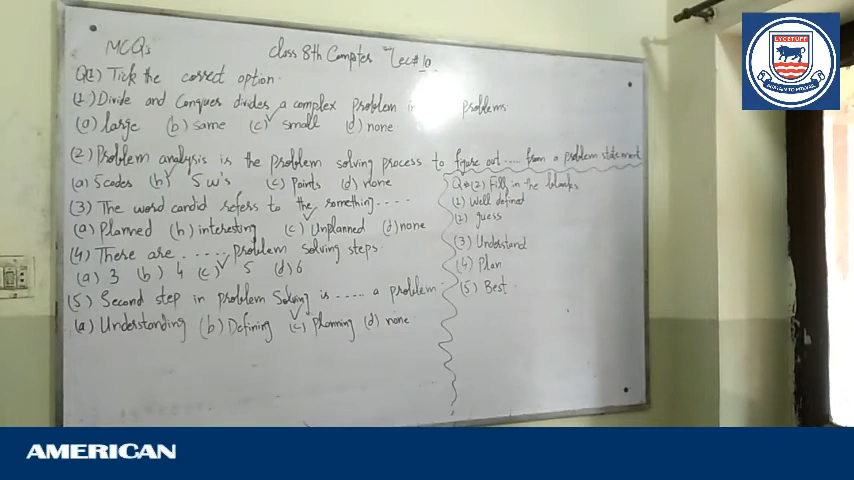 MCQs
class 8th Computer Lec# 10
Q(1) Tick the correct option.
(1) Divide and Conquer divides a complex problem in problems.
(a) large (b) same (c) small (d) none
(2) Problem analysis is the problem solving process to figure out .... from a problem statement
(a) 5 codes (b) 5 w's (c) Points (d) none
(3) The word candid refers to the something ....
(a) Planned (b) interesting (c) Unplanned (d) none
(4) There are ..... problem solving steps.
(a) 3 (b) 4 (c) 5 (d) 6
(5) Second step in problem Solving is ..... a problem.
(a) Understanding (b) Defining (c) Planning (d) none
Q#(2) Fill in the blanks
(1) Well defined
(2) guess
(3) Understand
(4) Plan
(5) Best
LYCETUFF
AMERICAN